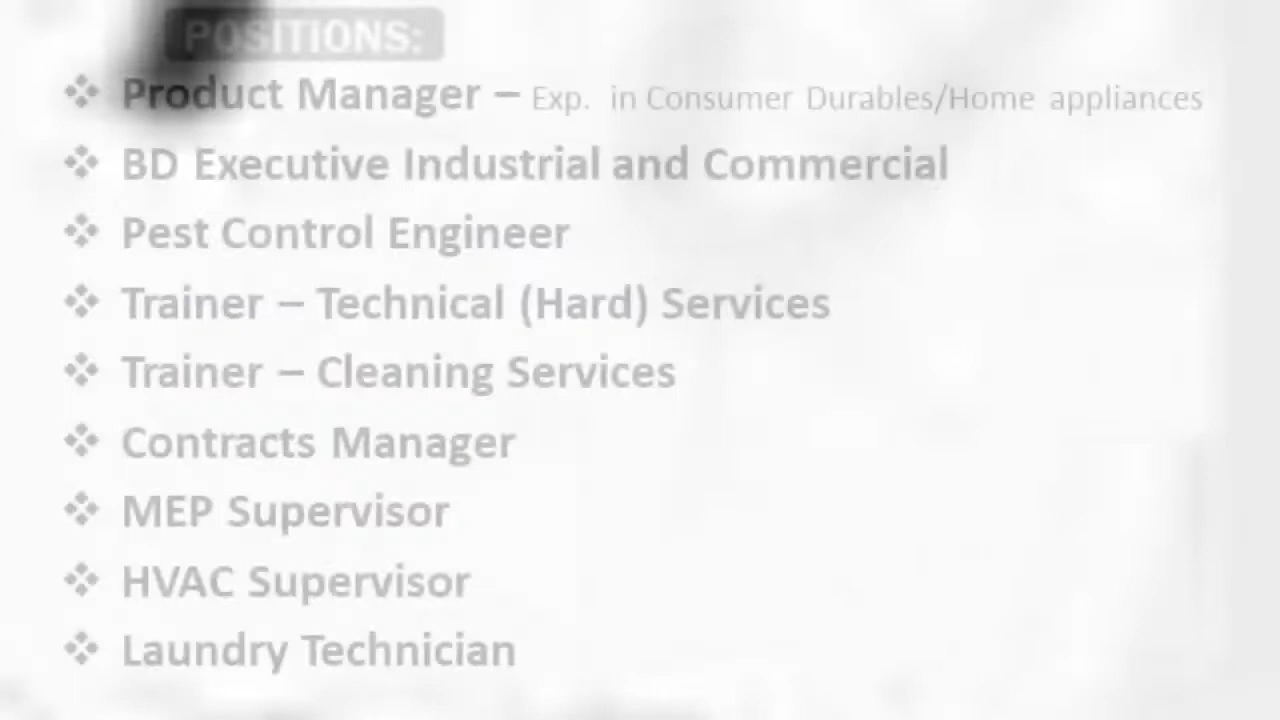 POSITIONS:
❖ Product Manager – Exp. in Consumer Durables/Home appliances
❖ BD Executive Industrial and Commercial
❖ Pest Control Engineer
❖ Trainer – Technical (Hard) Services
❖ Trainer – Cleaning Services
❖ Contracts Manager
❖ MEP Supervisor
❖ HVAC Supervisor
❖ Laundry Technician